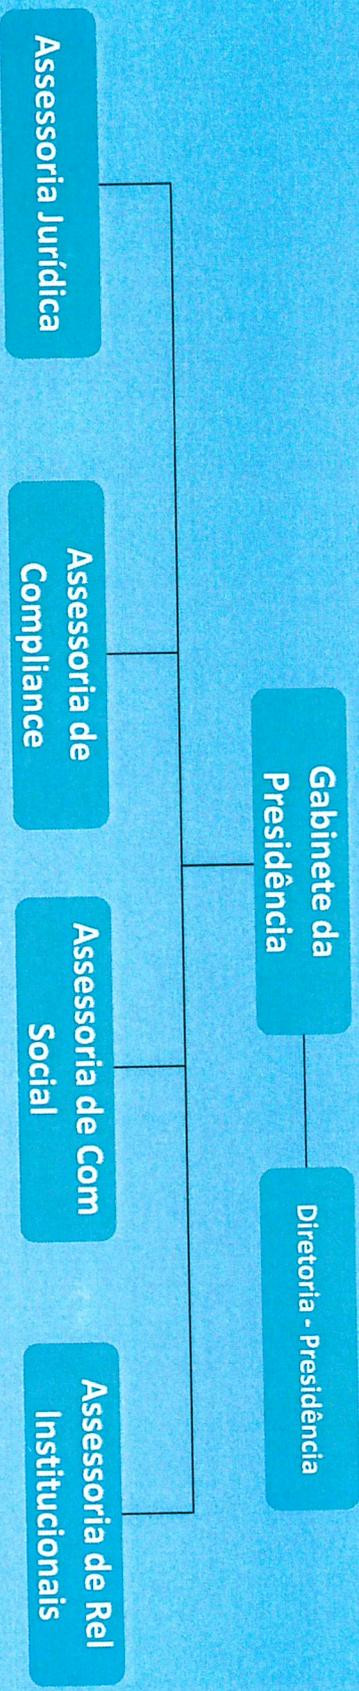 Gabinete da
Presidência
Diretoria - Presidência
Assessoria Jurídica
Assessoria de
Compliance
Assessoria de Com
Social
Assessoria de Rel
Institucionais